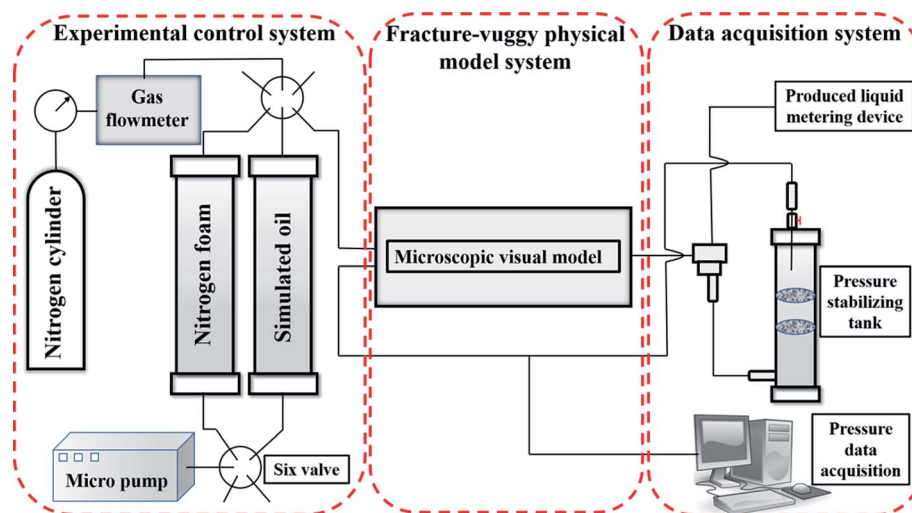 Experimental control system
Gas
flowmeter
Nitrogen cylinder
Nitrogen foam
Simulated oil
Micro pump
Six valve
Fracture-vuggy physical
model system
Microscopic visual model
Data acquisition system
Produced liquid
metering device
Pressure
stabilizing
tank
Pressure
data
acquisition